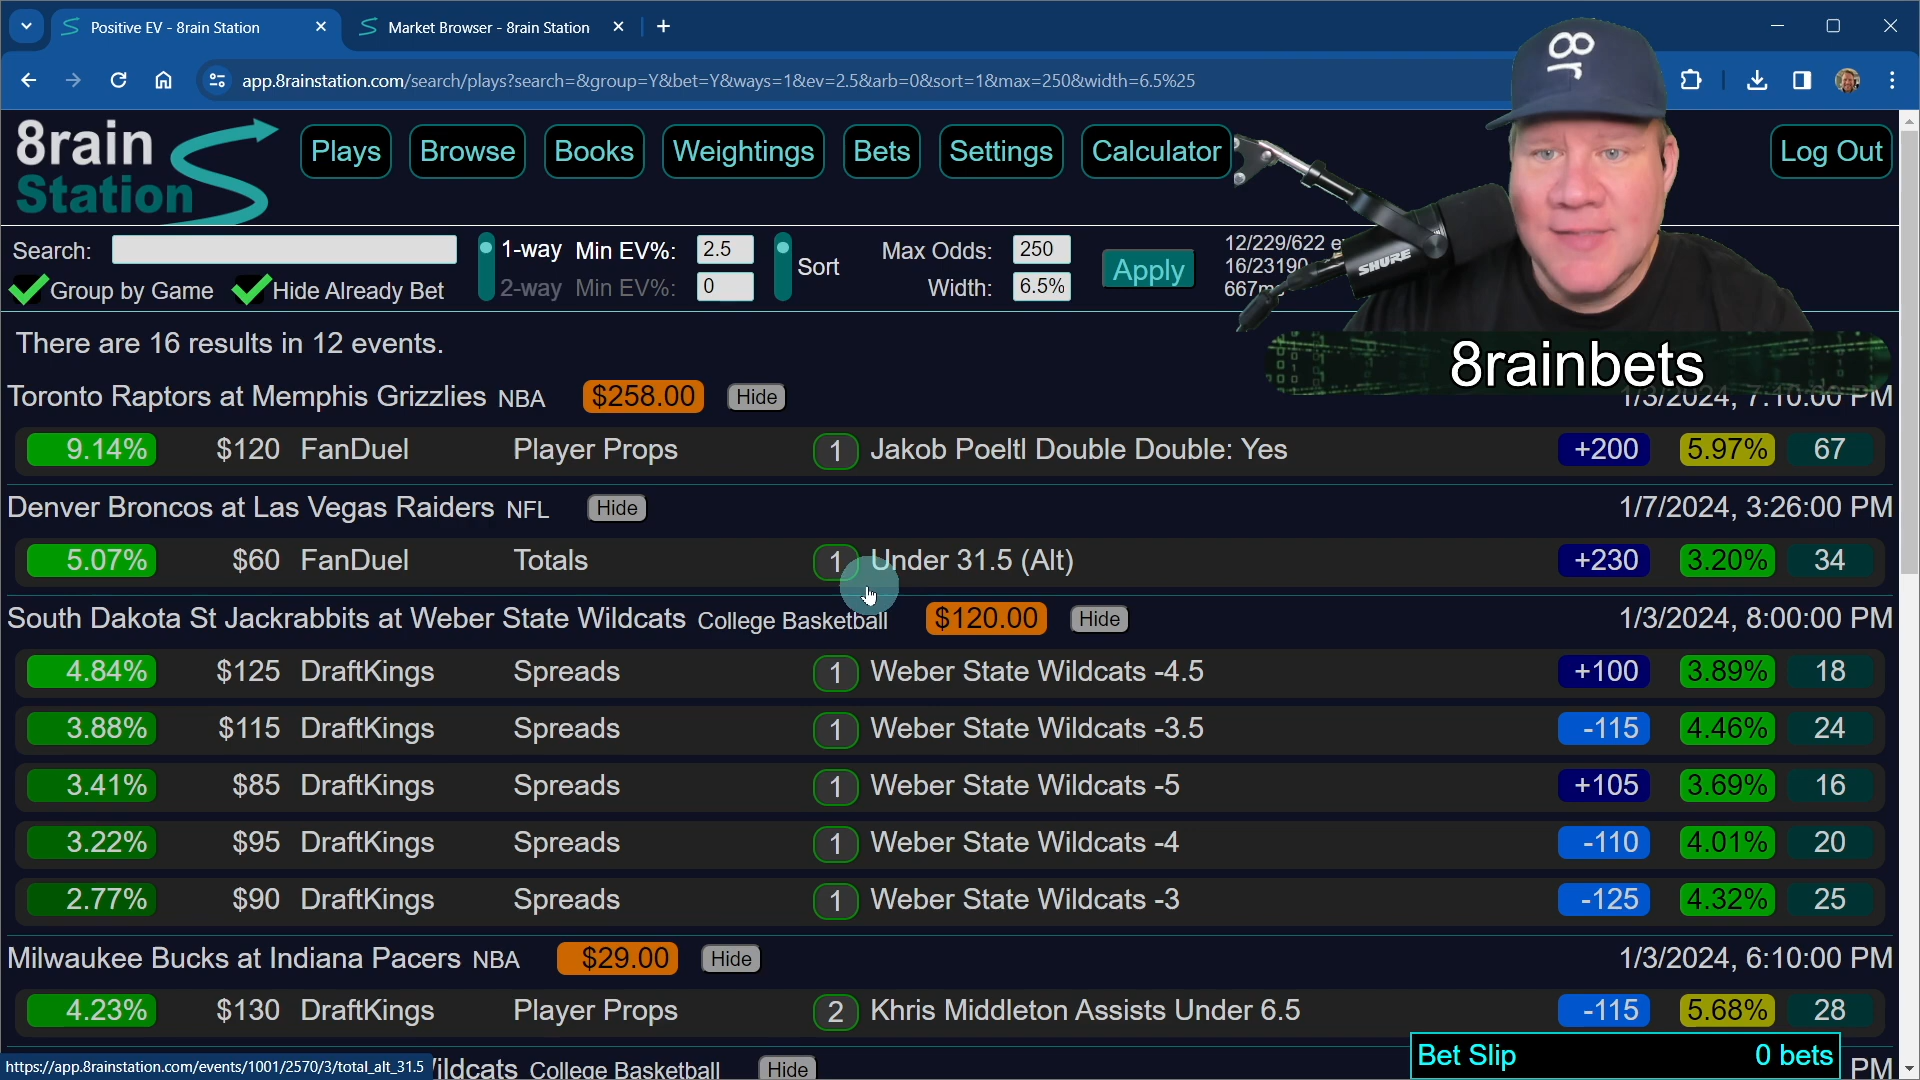 Positive EV - 8rain Station
Market Browser - 8rain Station
app.8rainstation.com/search/plays?search=&group=Y&bet=Y&ways=1&ev=2.5&arb=0&sort=1&max=250&width=6.5%25
8rain Station
Plays Browse Books Weightings Bets Settings Calculator Log Out
Search: 1-way Min EV%: 2.5 Sort Max Odds: 250 Apply 12/229/622
Group by Game Hide Already Bet 2-way Min EV%: 0 Width: 6.5% 16/23190
There are 16 results in 12 events.
8r
SHURE
8rainbets
Toronto Raptors at Memphis Grizzlies NBA $258.00 Hide 1/3/2024, 7:10:00 PM
9.14% $120 FanDuel Player Props 1 Jakob Poeltl Double Double: Yes +200 5.97% 67
Denver Broncos at Las Vegas Raiders NFL Hide 1/7/2024, 3:26:00 PM
5.07% $60 FanDuel Totals 1 Under 31.5 (Alt) +230 3.20% 34
South Dakota St Jackrabbits at Weber State Wildcats College Basketball $120.00 Hide 1/3/2024, 8:00:00 PM
4.84% $125 DraftKings Spreads 1 Weber State Wildcats -4.5 +100 3.89% 18
3.88% $115 DraftKings Spreads 1 Weber State Wildcats -3.5 -115 4.46% 24
3.41% $85 DraftKings Spreads 1 Weber State Wildcats -5 +105 3.69% 16
3.22% $95 DraftKings Spreads 1 Weber State Wildcats -4 -110 4.01% 20
2.77% $90 DraftKings Spreads 1 Weber State Wildcats -3 -125 4.32% 25
Milwaukee Bucks at Indiana Pacers NBA $29.00 Hide 1/3/2024, 6:10:00 PM
4.23% $130 DraftKings Player Props 2 Khris Middleton Assists Under 6.5 -115 5.68% 28
Bet Slip 0 bets
https://app.8rainstation.com/events/1001/2570/3/total_alt_31.5 College Basketball Hide PM